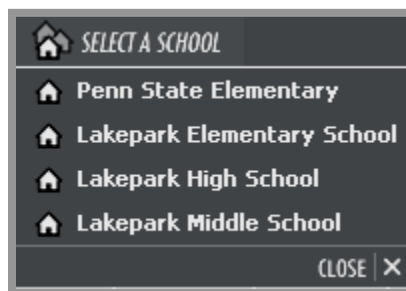 SELECT A SCHOOL
Penn State Elementary
Lakepark Elementary School
Lakepark High School
Lakepark Middle School
CLOSE